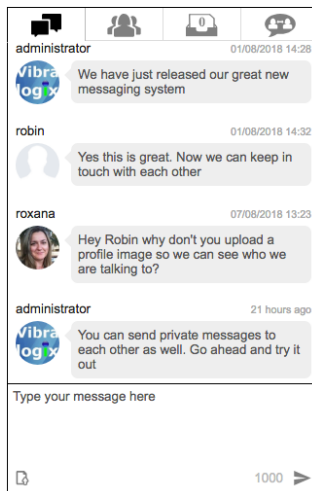 0
administrator 01/08/2018 14:28
Vibra
logix
We have just released our great new
messaging system
robin 01/08/2018 14:32
Yes this is great. Now we can keep in
touch with each other
roxana 07/08/2018 13:23
Hey Robin why don't you upload a
profile image so we can see who we
are talking to?
administrator 21 hours ago
Vibra
logix
You can send private messages to
each other as well. Go ahead and try it
out
Type your message here
1000